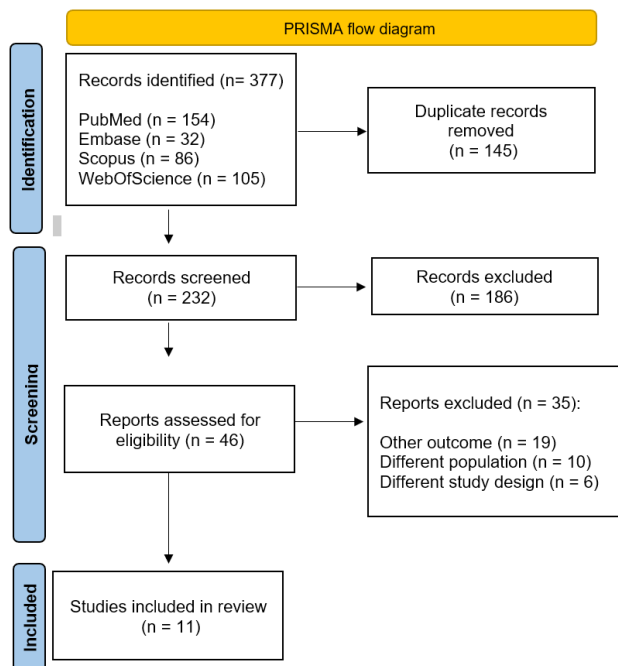 PRISMA flow diagram
Identification
Records identified (n= 377)
PubMed (n = 154)
Embase (n = 32)
Scopus (n = 86)
WebOfScience (n = 105)
Duplicate records
removed
(n = 145)
Screening
Records screened
(n = 232)
Records excluded
(n = 186)
Reports assessed for
eligibility (n = 46)
Reports excluded (n = 35):
Other outcome (n = 19)
Different population (n = 10)
Different study design (n = 6)
Included
Studies included in review
(n = 11)